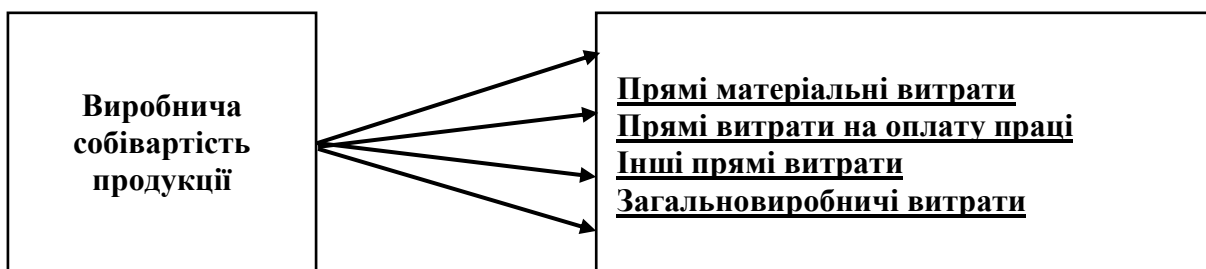 Виробнича
собівартість
продукції
Прямі матеріальні витрати
Прямі витрати на оплату праці
Інші прямі витрати
Загальновиробничі витрати